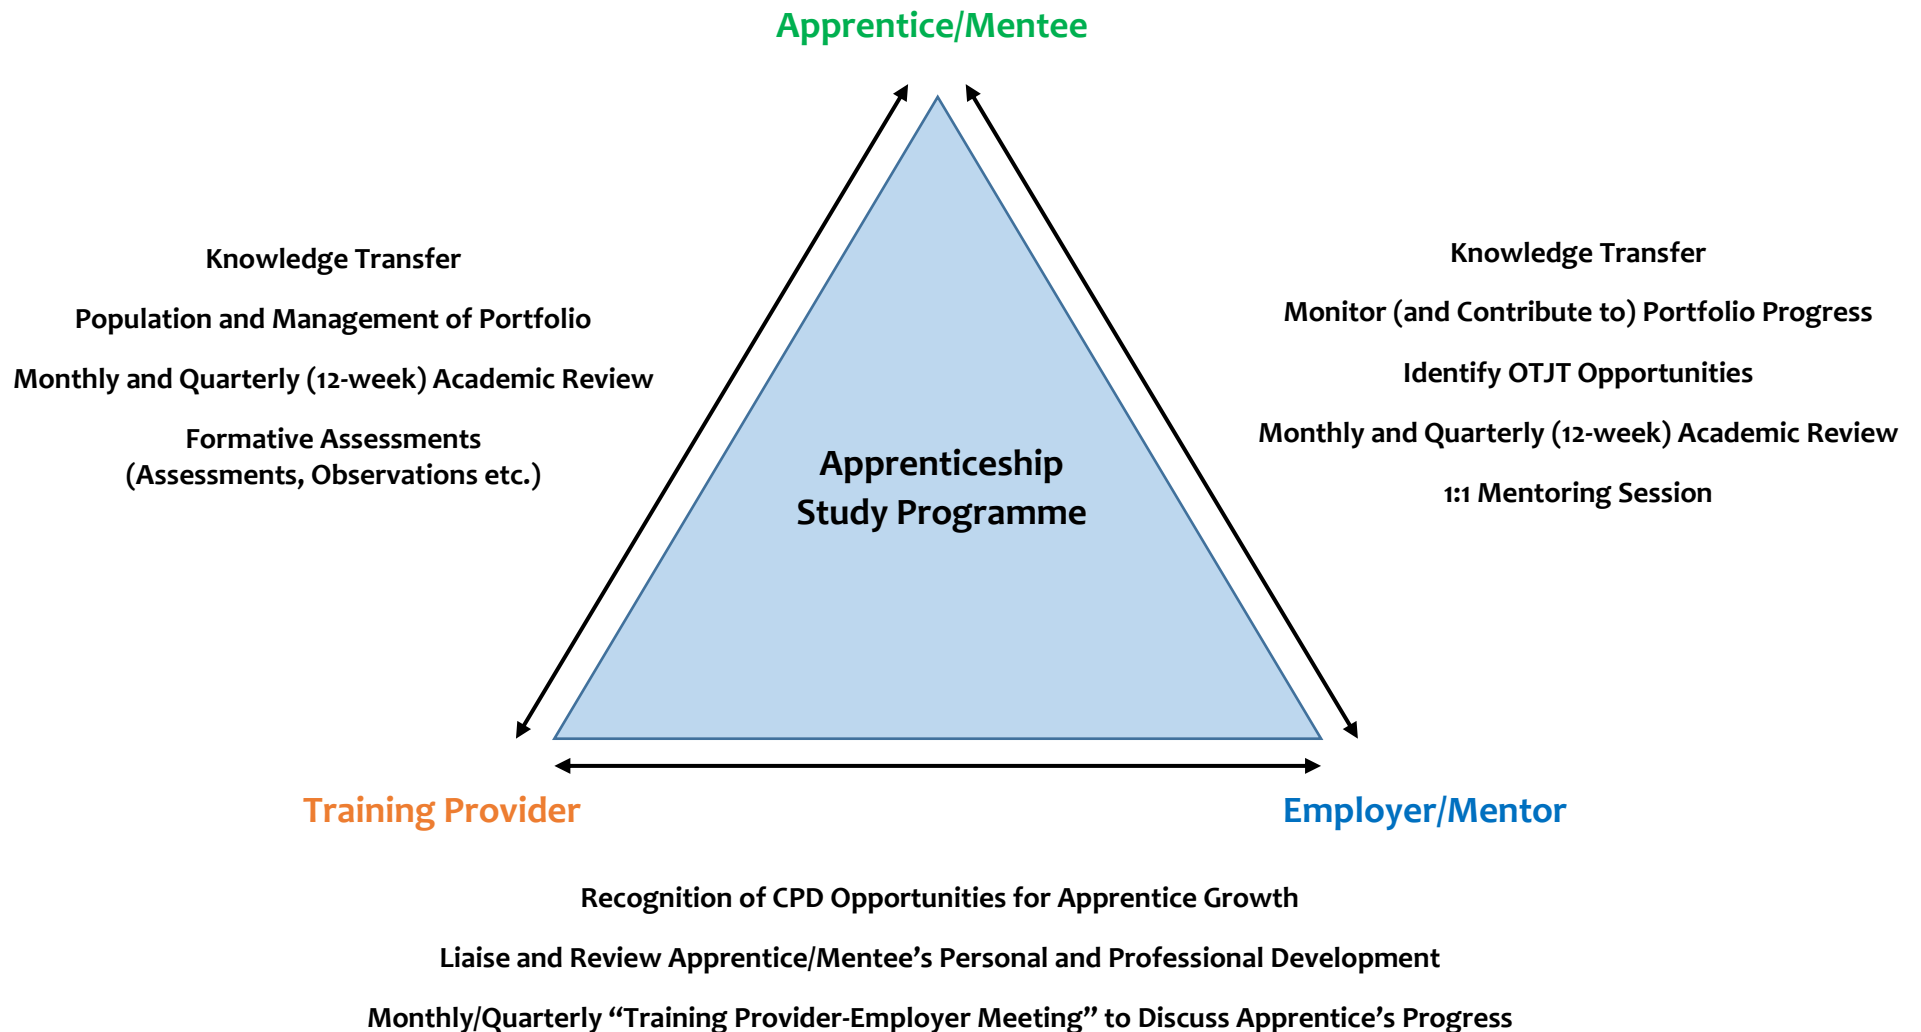 Apprentice/Mentee
Knowledge Transfer
Population and Management of Portfolio
Monthly and Quarterly (12-week) Academic Review
Formative Assessments
(Assessments, Observations etc.)
Knowledge Transfer
Monitor (and Contribute to) Portfolio Progress
Identify OTJT Opportunities
Monthly and Quarterly (12-week) Academic Review
1:1 Mentoring Session
Apprenticeship
Study Programme
Training Provider
Employer/Mentor
Recognition of CPD Opportunities for Apprentice Growth
Liaise and Review Apprentice/Mentee’s Personal and Professional Development
Monthly/Quarterly “Training Provider-Employer Meeting” to Discuss Apprentice’s Progress